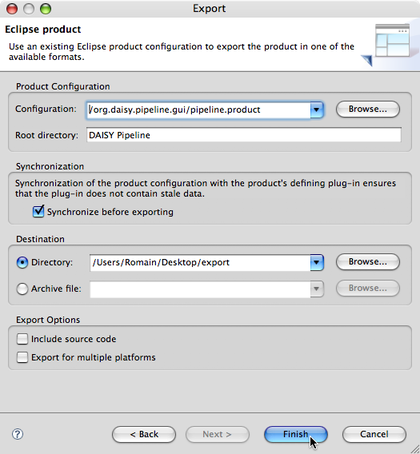 Export
Eclipse product
Use an existing Eclipse product configuration to export the product in one of the
available formats.
Product Configuration
Configuration: /org.daisy.pipeline.gui/pipeline.product Browse...
Root directory: DAISY Pipeline
Synchronization
Synchronization of the product configuration with the product's defining plug-in ensures
that the plug-in does not contain stale data.
Synchronize before exporting
Destination
Directory: /Users/Romain/Desktop/export Browse...
Archive file: Browse...
Export Options
Include source code
Export for multiple platforms
? < Back Next > Finish Cancel